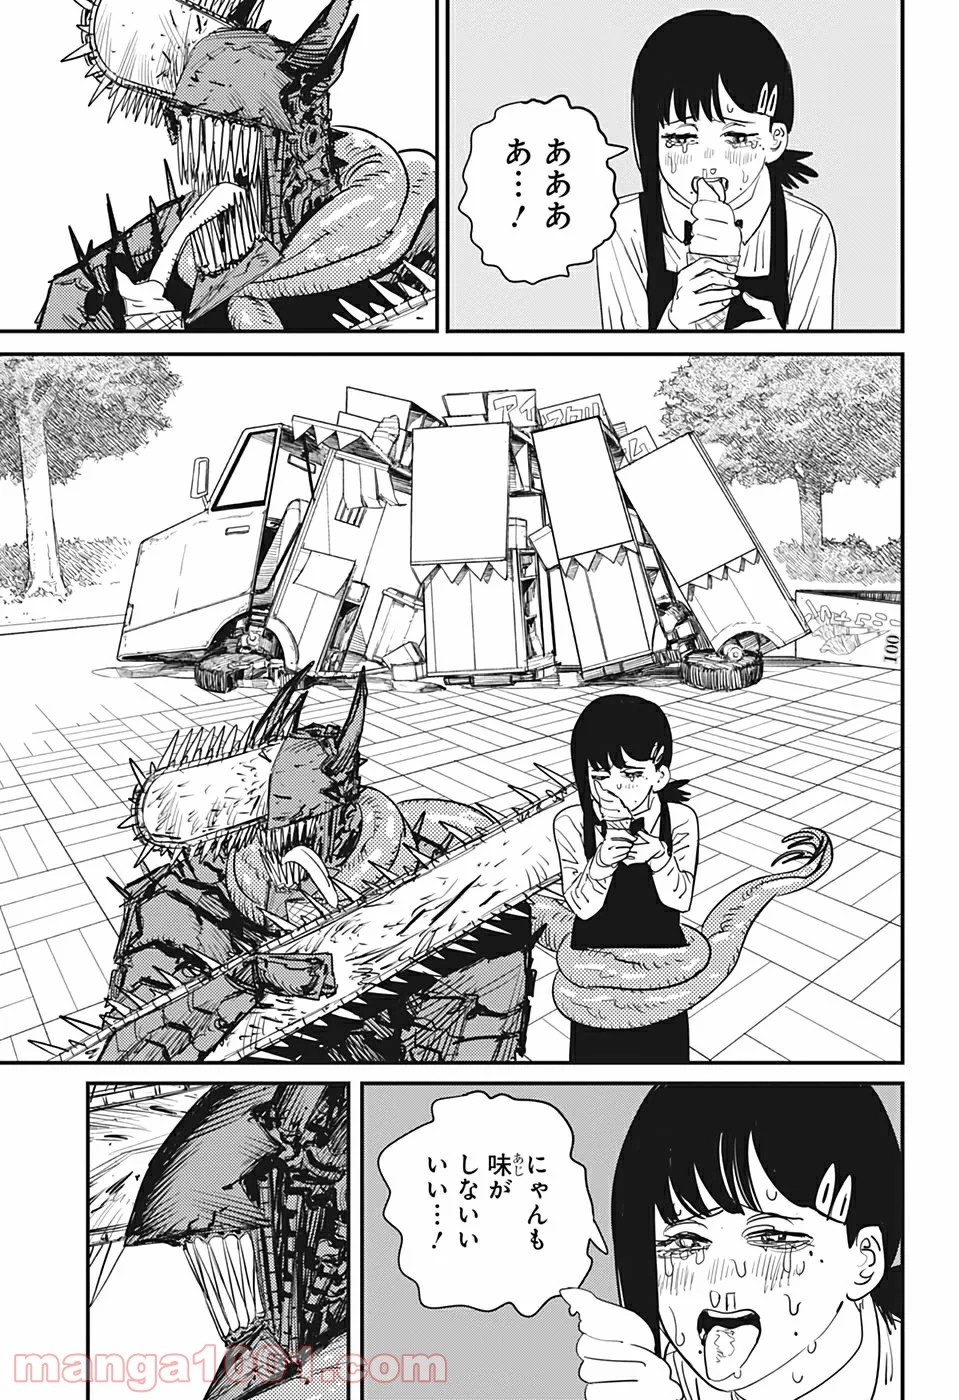 あああ
あ…！
アイスクリ
ーム
100
にゃんも
味が
あじ
しないい
いい…！
manga1001.com